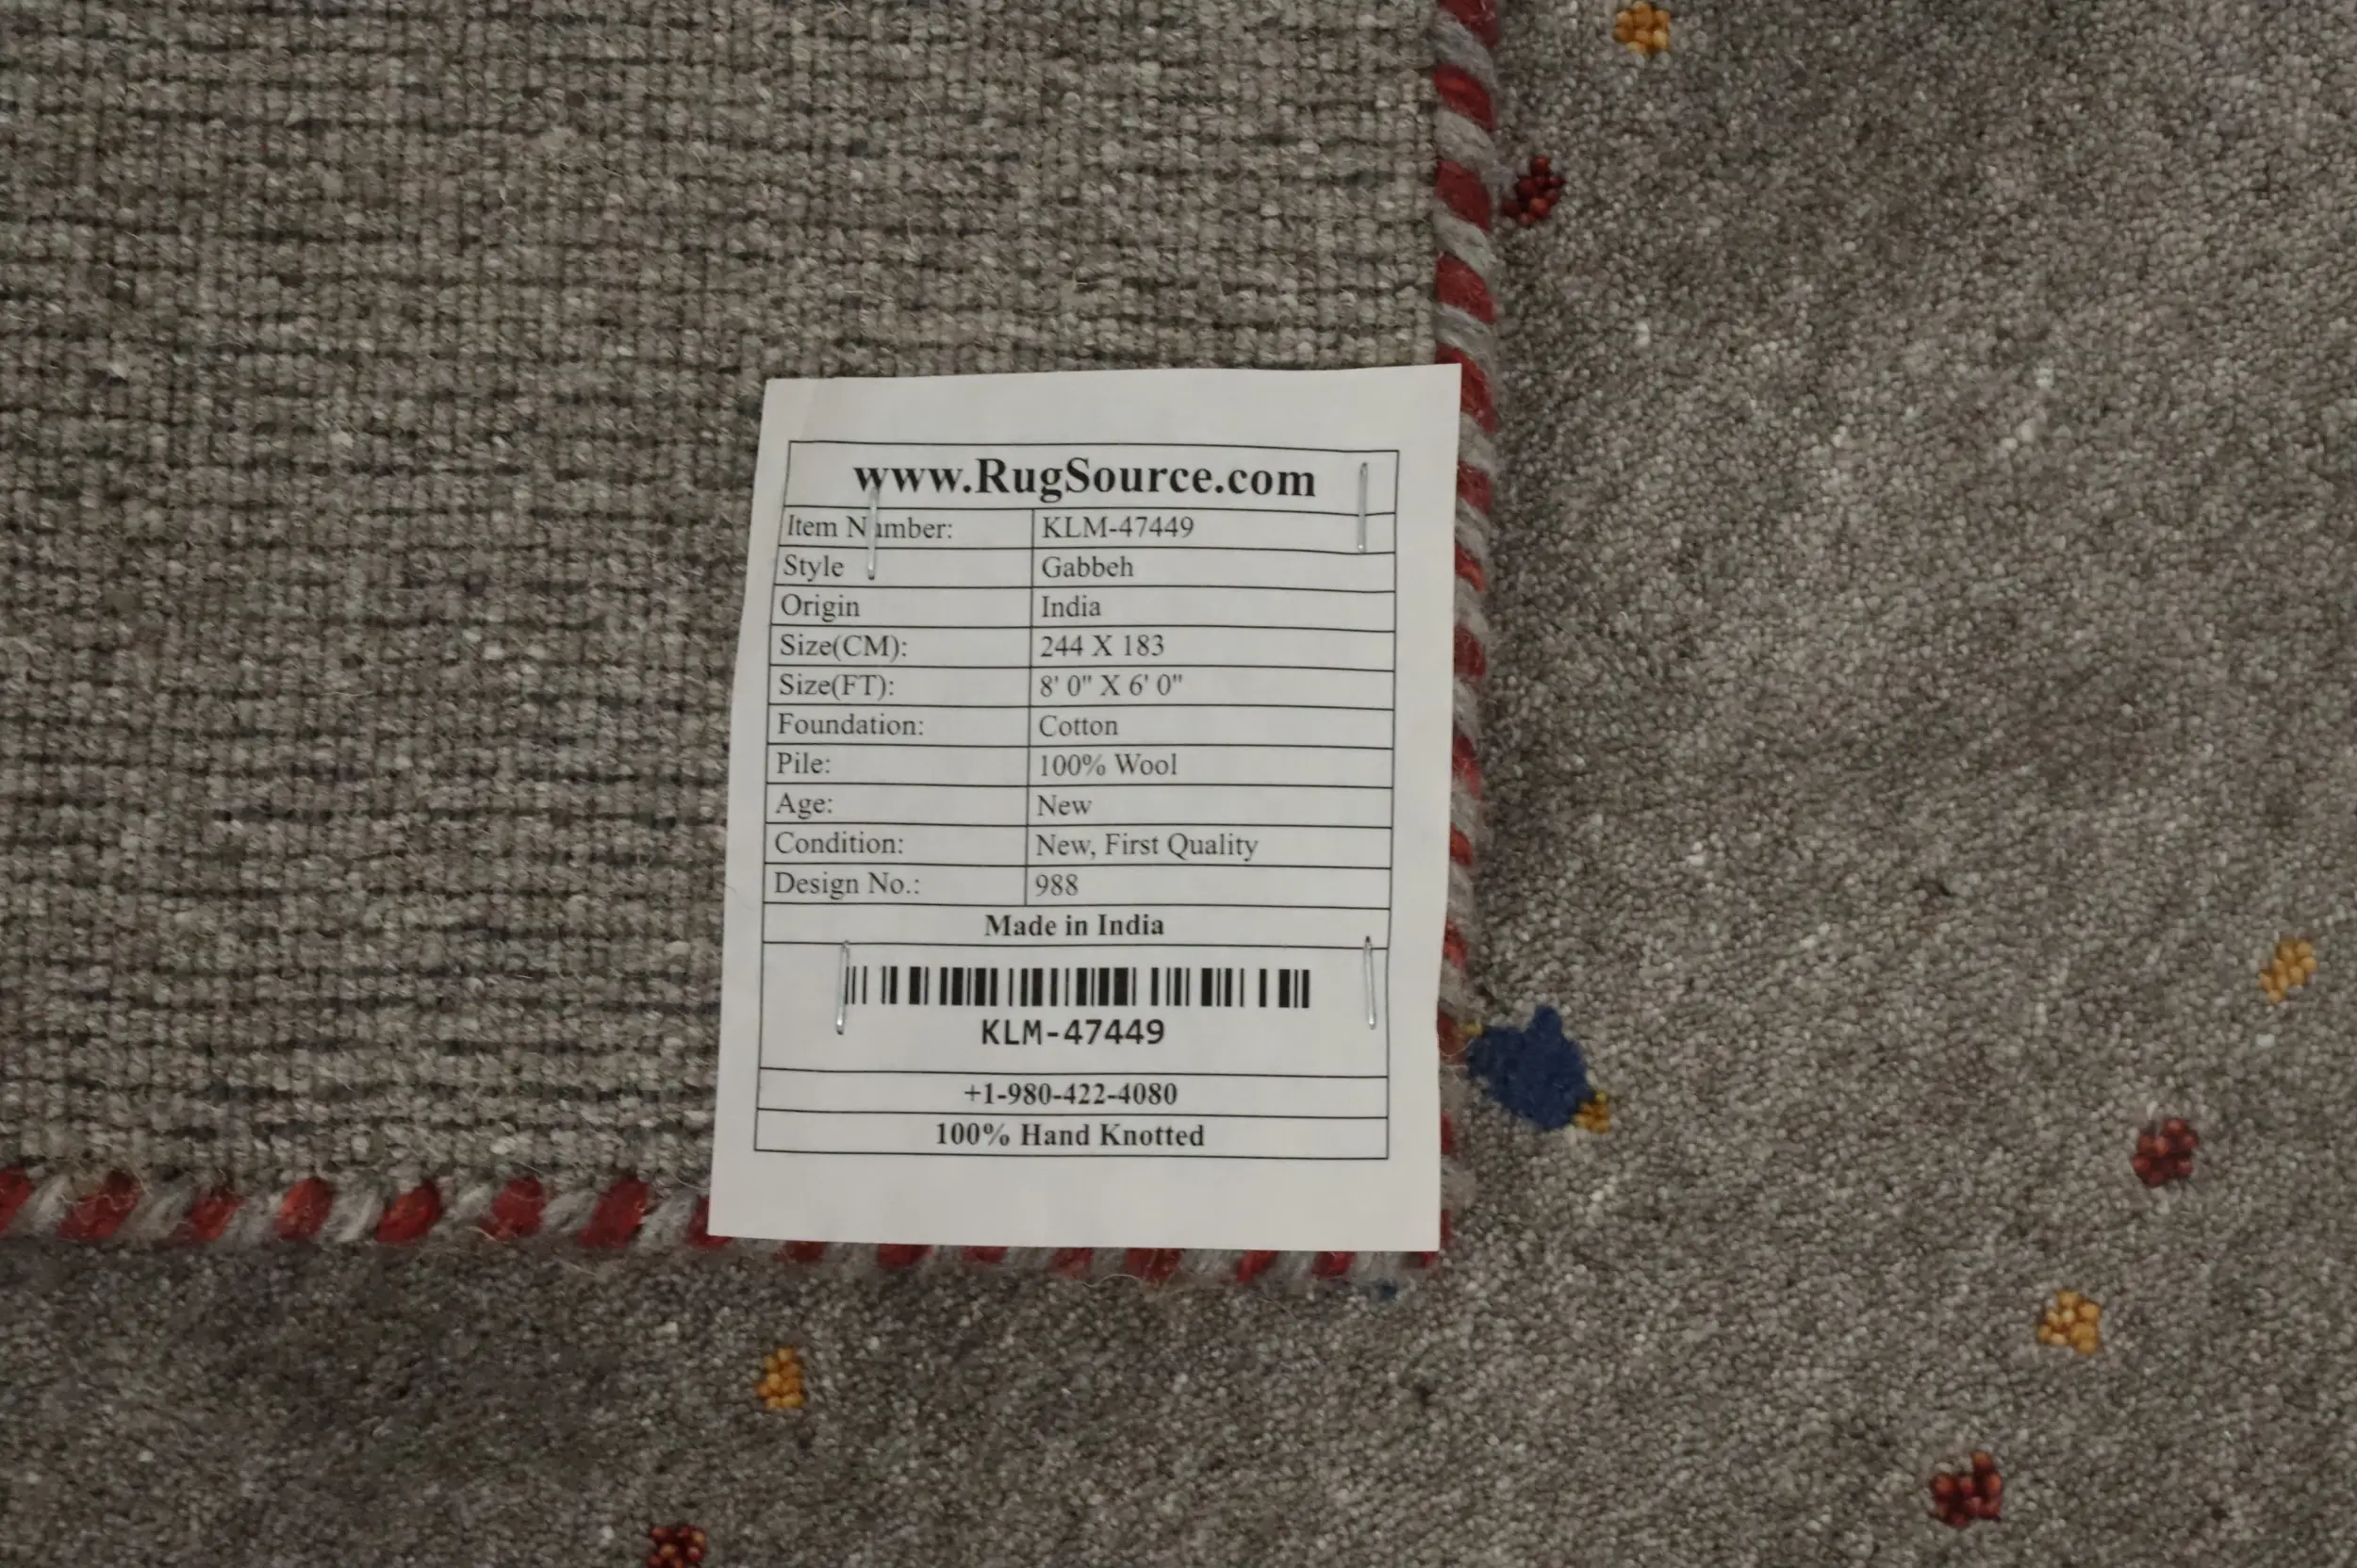 www.RugSource.com
Item Number: KLM-47449
Style Gabbeh
Origin India
Size(CM): 244 X 183
Size(FT): 8' 0" X 6' 0"
Foundation: Cotton
Pile: 100% Wool
Age: New
Condition: New, First Quality
Design No.: 988
Made in India
KLM-47449
+1-980-422-4080
100% Hand Knotted